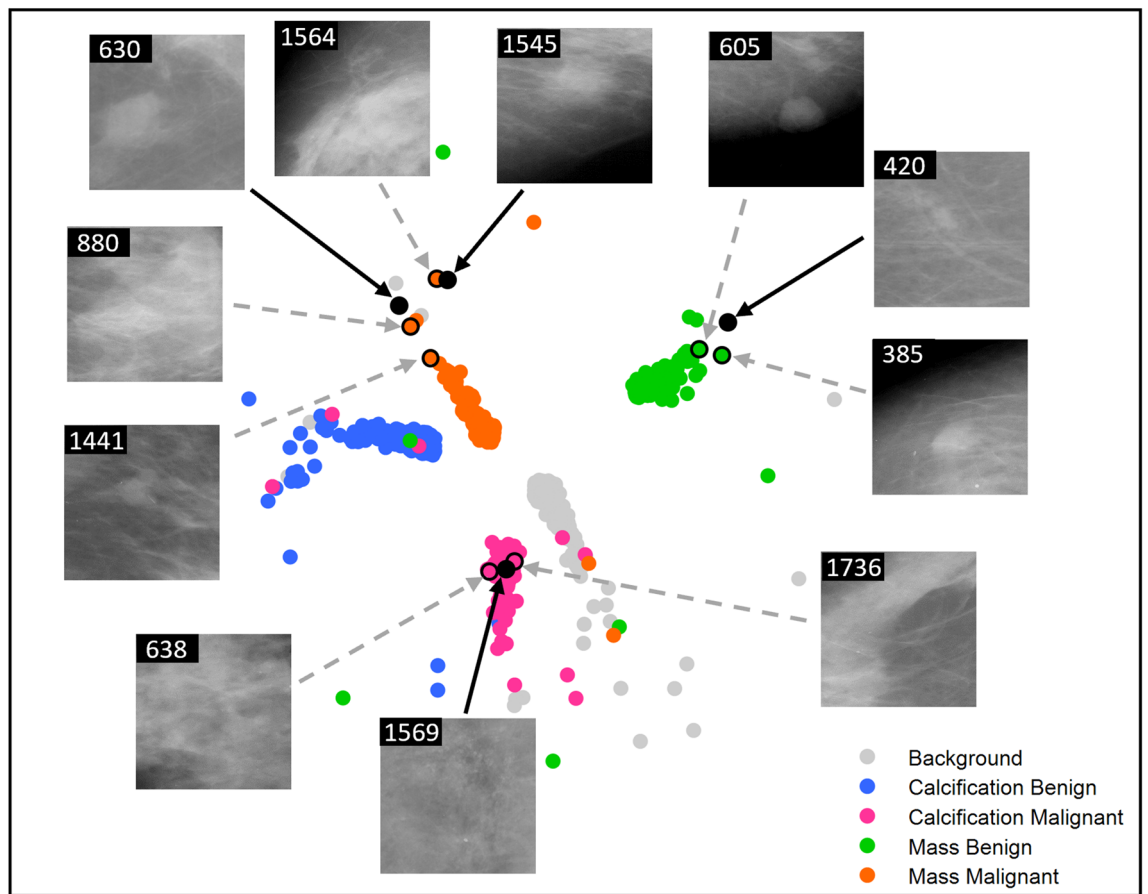 630
1564
1545
605
420
880
385
1441
1736
638
1569
Background
Calcification Benign
Calcification Malignant
Mass Benign
Mass Malignant